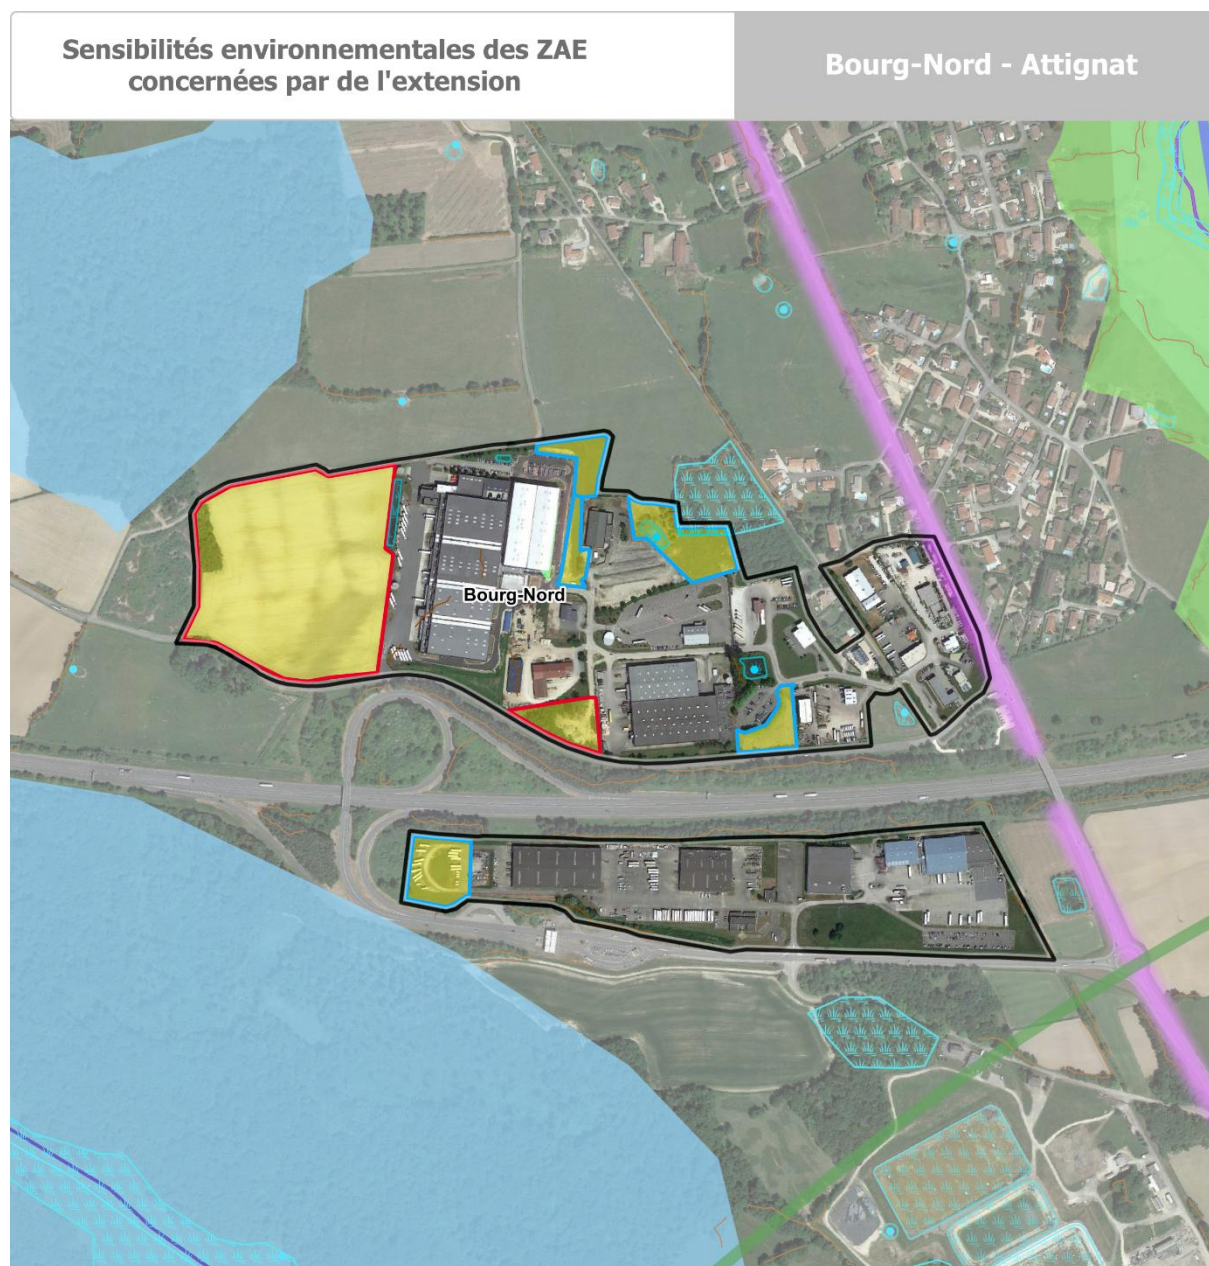 Sensibilités environnementales des ZAE
concernées par de l'extension
Bourg-Nord - Attignat
Bourg-Nord